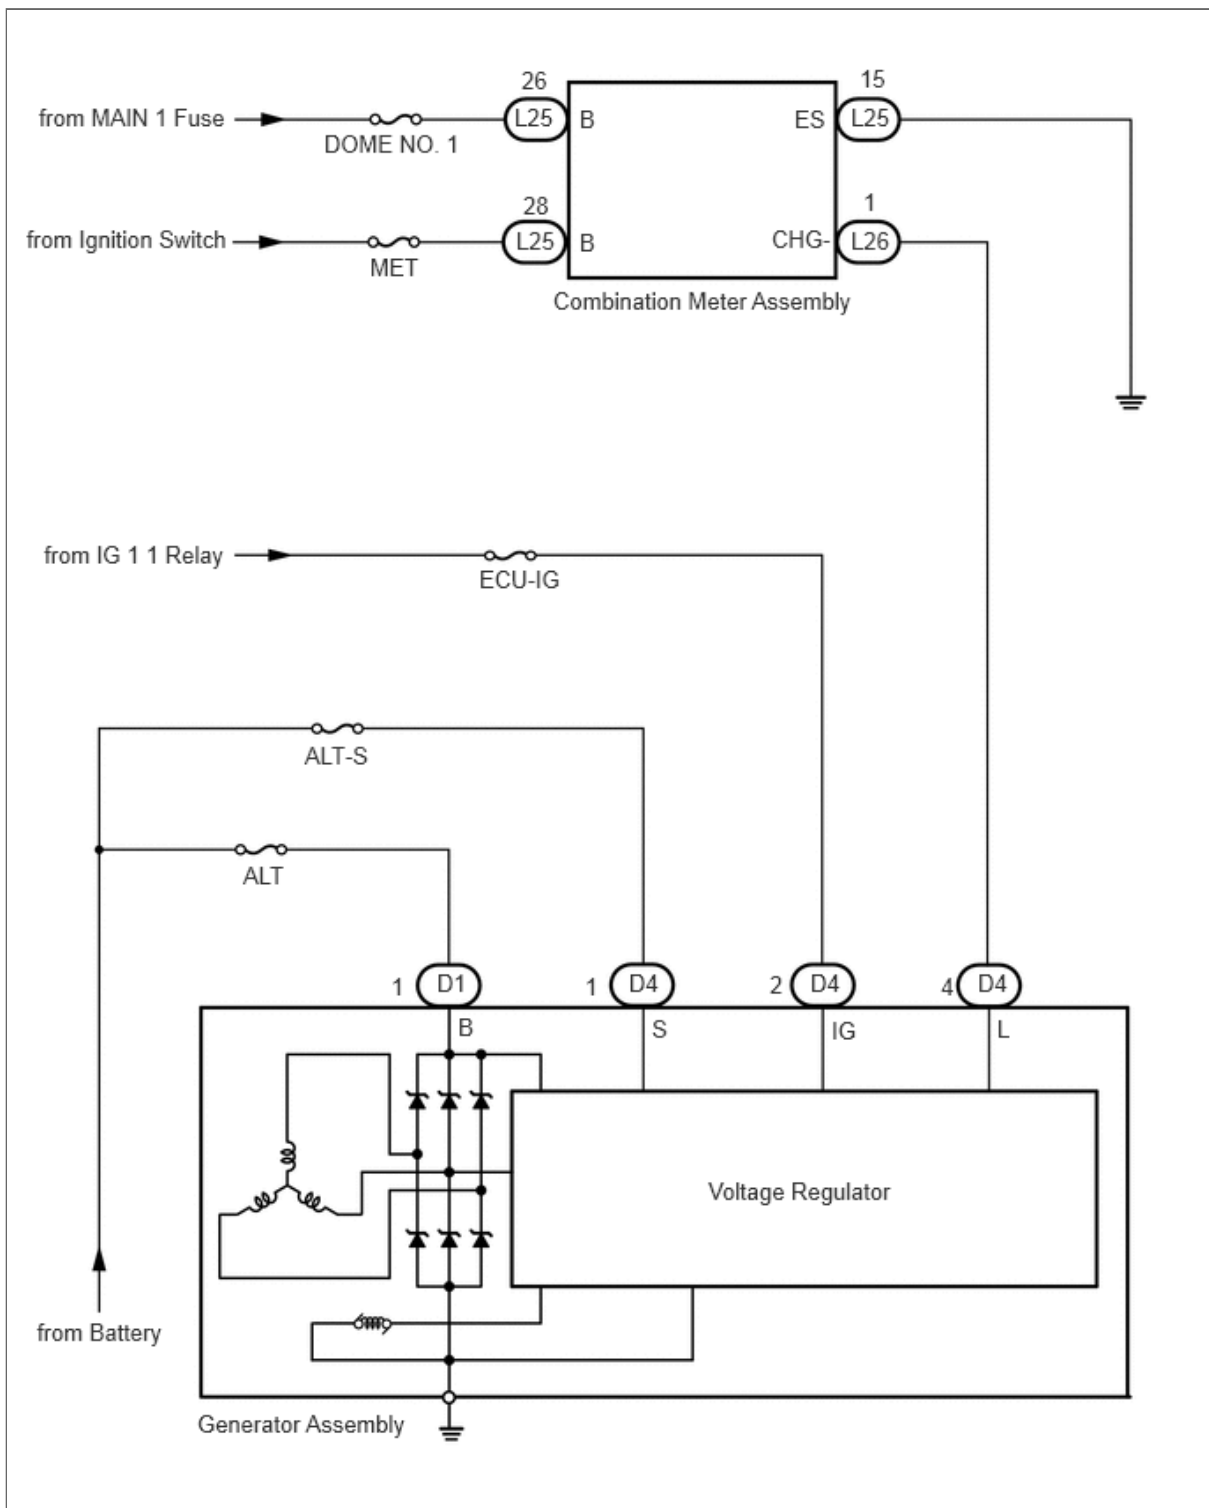 26
15
from MAIN 1 Fuse
L25
B
ES
L25
DOME NO. 1
28
1
from Ignition Switch
L25
B
CHG-
L26
MET
Combination Meter Assembly
from IG 1 1 Relay
ECU-IG
ALT-S
ALT
1
D1
1
D4
2
D4
4
D4
B
S
IG
L
Voltage Regulator
from Battery
Generator Assembly